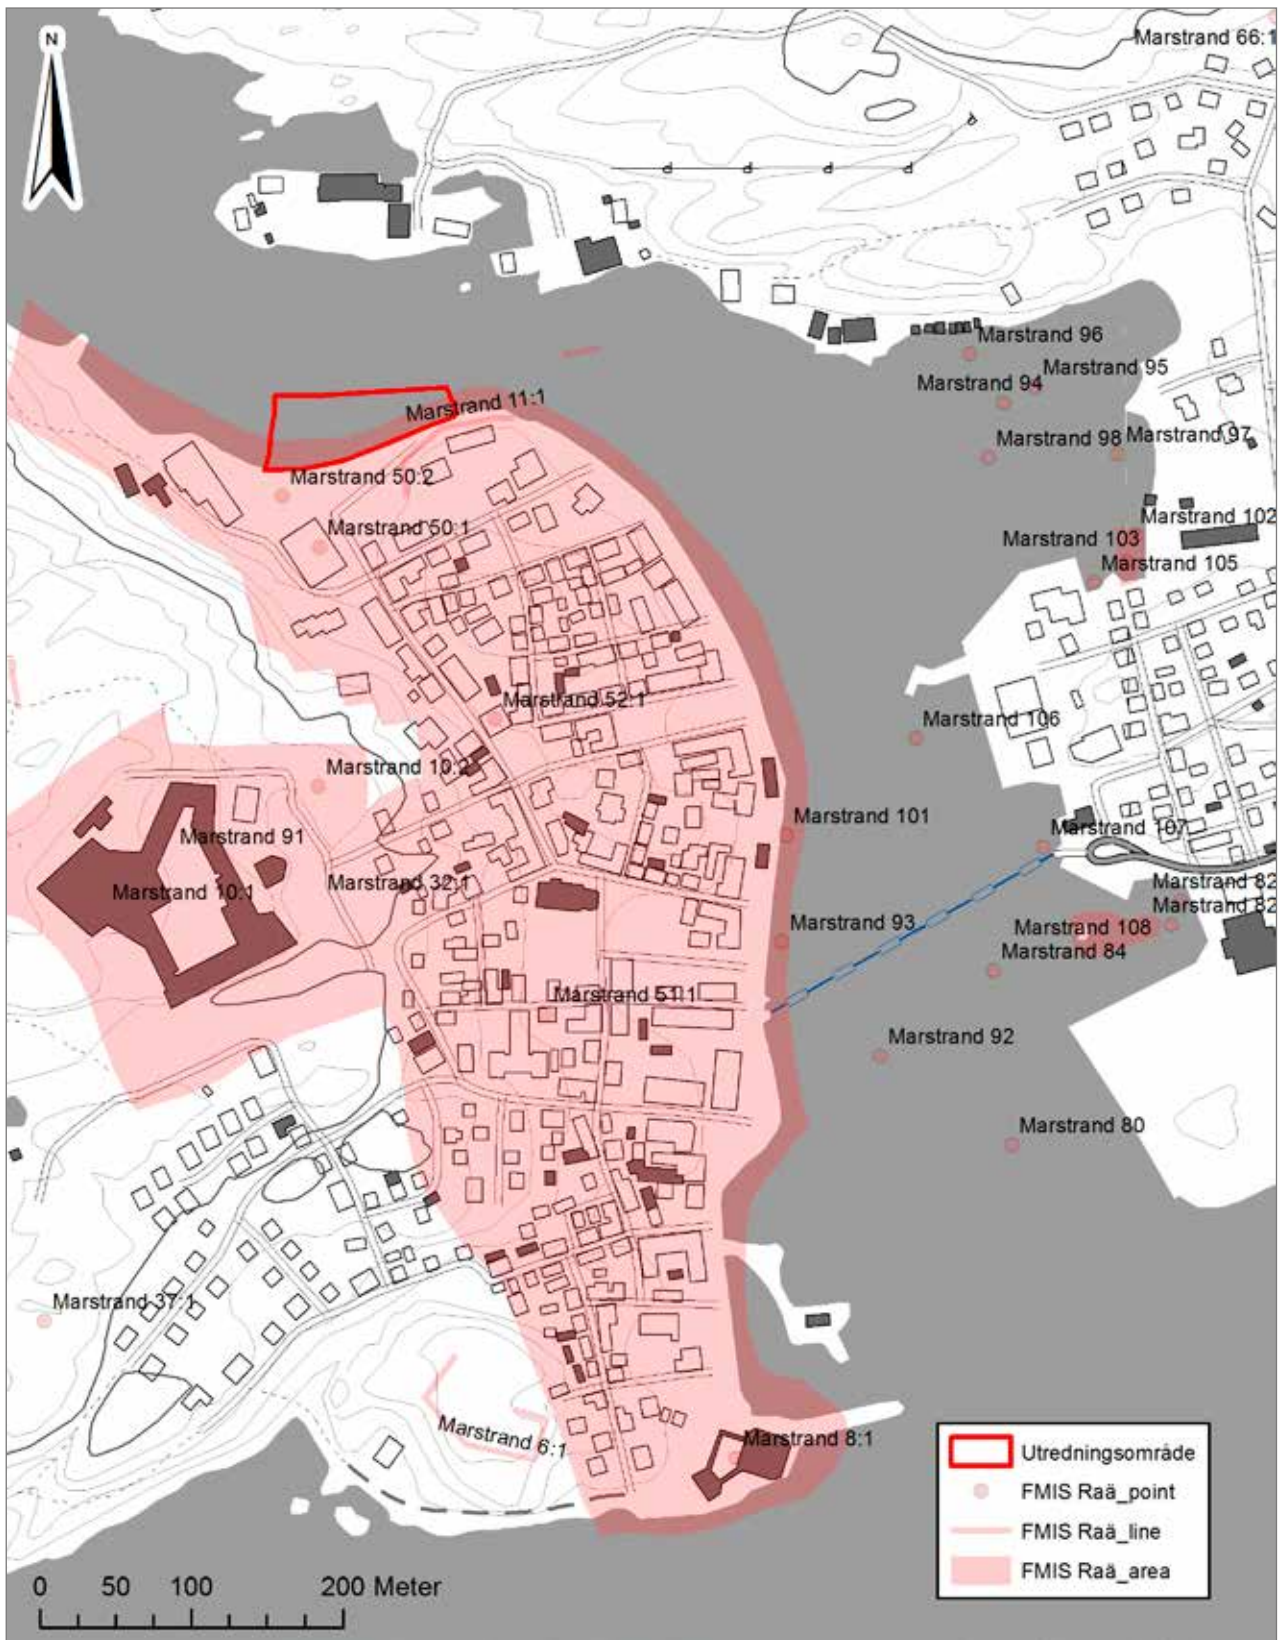 Marstrand 66:1
N
Marstrand 96
Marstrand 95
Marstrand 94
Marstrand 11:1
Marstrand 98
Marstrand 97
Marstrand 50:2
Marstrand 102
Marstrand 50:1
Marstrand 103
Marstrand 105
Marstrand 52:1
Marstrand 106
Marstrand 10:2
Marstrand 101
Marstrand 107
Marstrand 91
Marstrand 32:1
Marstrand 82
Marstrand 10:1
Marstrand 82
Marstrand 93
Marstrand 108
Marstrand 84
Marstrand 51:1
Marstrand 92
Marstrand 80
Marstrand 37:1
Marstrand 6:1
Marstrand 8:1
Utredningsområde
FMIS Raä_point
FMIS Raä_line
FMIS Raä_area
0 50 100 200 Meter